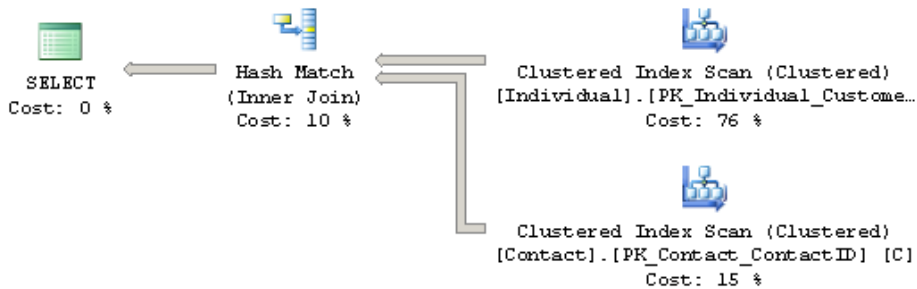 SELECT
Cost: 0 %
Hash Match
(Inner Join)
Cost: 10 %
Clustered Index Scan (Clustered)
[Individual].[PK_Individual_Custome…
Cost: 76 %
Clustered Index Scan (Clustered)
[Contact].[PK_Contact_ContactID] [C]
Cost: 15 %